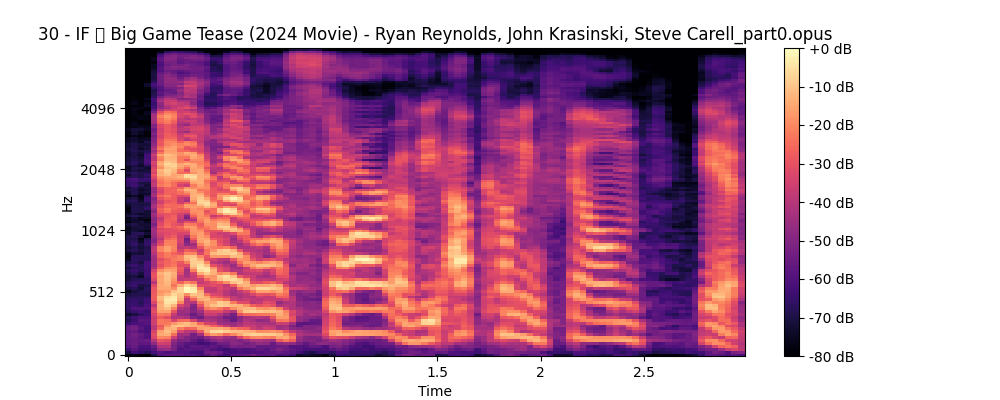 30 - IF ▯ Big Game Tease (2024 Movie) - Ryan Reynolds, John Krasinski, Steve Carell_part0.opus
+0 dB
-10 dB
-20 dB
-30 dB
-40 dB
-50 dB
-60 dB
-70 dB
-80 dB
Hz
4096
2048
1024
512
0
0 0.5 1 1.5 2 2.5
Time